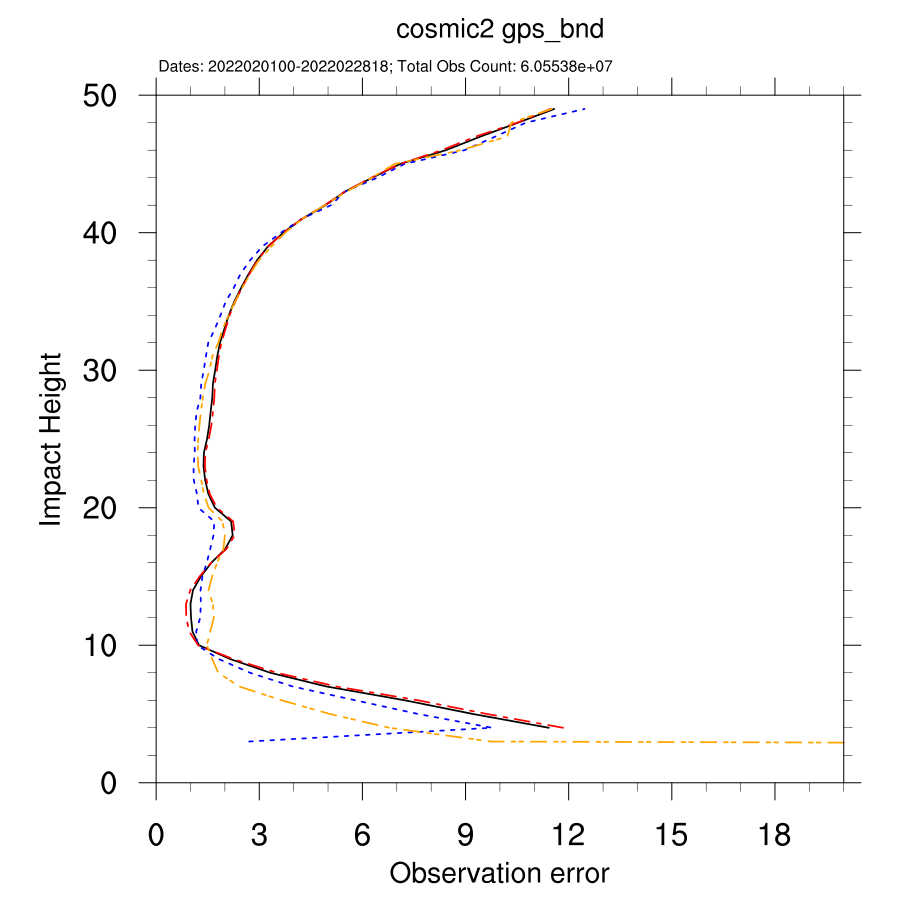 cosmic2 gps_bnd
Dates: 2022020100-2022022818; Total Obs Count: 6.05538e+07
50
40
30
20
10
0
Impact Height
0 3 6 9 12 15 18
Observation error